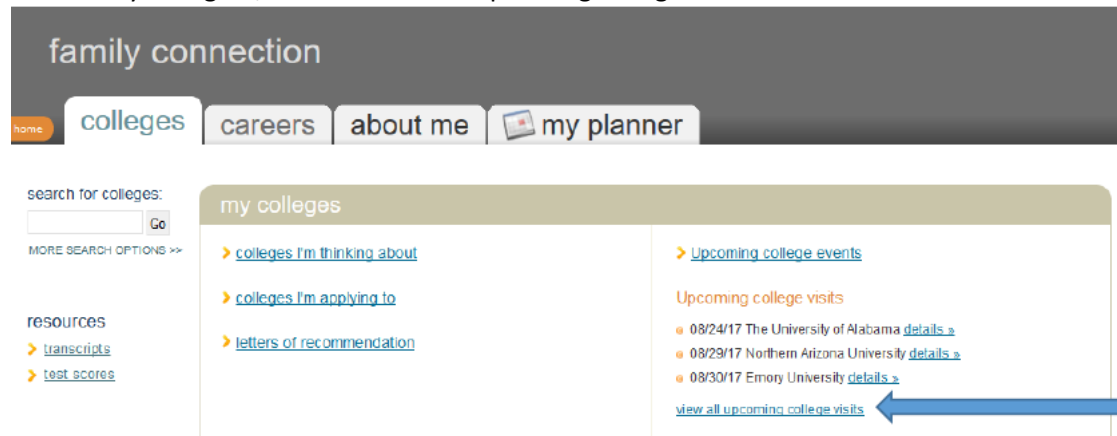 family connection
home
colleges
careers
about me
my planner
search for colleges:
Go
MORE SEARCH OPTIONS >>
resources
transcripts
test scores
my colleges
colleges I'm thinking about
colleges I'm applying to
letters of recommendation
Upcoming college events
Upcoming college visits
08/24/17 The University of Alabama details »
08/29/17 Northern Arizona University details »
08/30/17 Emory University details »
view all upcoming college visits